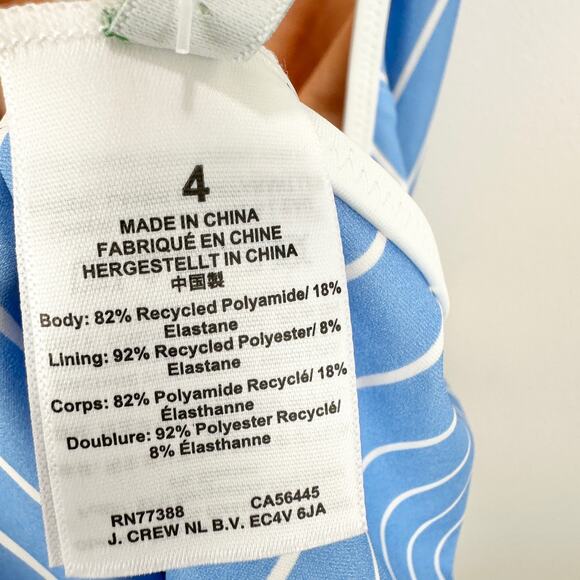 4
MADE IN CHINA
FABRIQUÉ EN CHINE
HERGESTELLT IN CHINA
中国製
Body: 82% Recycled Polyamide/ 18%
Elastane
Lining: 92% Recycled Polyester/ 8%
Elastane
Corps: 82% Polyamide Recyclé/ 18%
Élasthanne
Doublure: 92% Polyester Recyclé/
8% Élasthanne
RN77388 CA56445
J. CREW NL B.V. EC4V 6JA